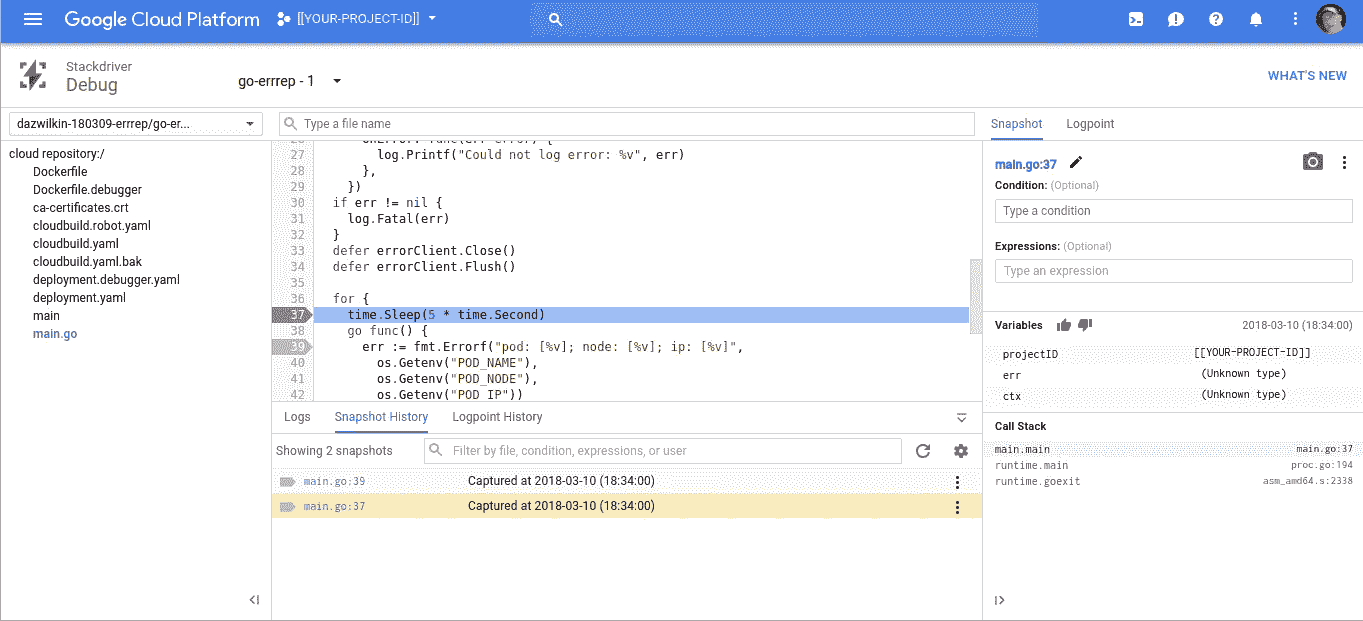 Google Cloud Platform [[YOUR-PROJECT-ID]]
Stackdriver
Debug
go-errrep - 1
WHAT'S NEW
dazwilkin-180309-errrep/go-er...
Type a file name
cloud repository:/
Dockerfile
Dockerfile.debugger
ca-certificates.crt
cloudbuild.robot.yaml
cloudbuild.yaml
cloudbuild.yaml.bak
deployment.debugger.yaml
deployment.yaml
main
main.go
27 log.Printf("Could not log error: %v", err)
28 },
29 })
30 if err != nil {
31 log.Fatal(err)
32 }
33 defer errorClient.Close()
34 defer errorClient.Flush()
35
36 for {
37 time.Sleep(5 * time.Second)
38 go func() {
39 err := fmt.Errorf("pod: [%v]; node: [%v]; ip: [%v]",
40 os.Getenv("POD_NAME"),
41 os.Getenv("POD_NODE"),
42 os.Getenv("POD_IP"))
Logs Snapshot History Logpoint History
Showing 2 snapshots Filter by file, condition, expressions, or user
main.go:39 Captured at 2018-03-10 (18:34:00)
main.go:37 Captured at 2018-03-10 (18:34:00)
Snapshot Logpoint
main.go:37
Condition: (Optional)
Type a condition
Expressions: (Optional)
Type an expression
Variables 2018-03-10 (18:34:00)
projectID [[YOUR-PROJECT-ID]]
err (Unknown type)
ctx (Unknown type)
Call Stack
main.main main.go:37
runtime.main proc.go:194
runtime.goexit asm_amd64.s:2338